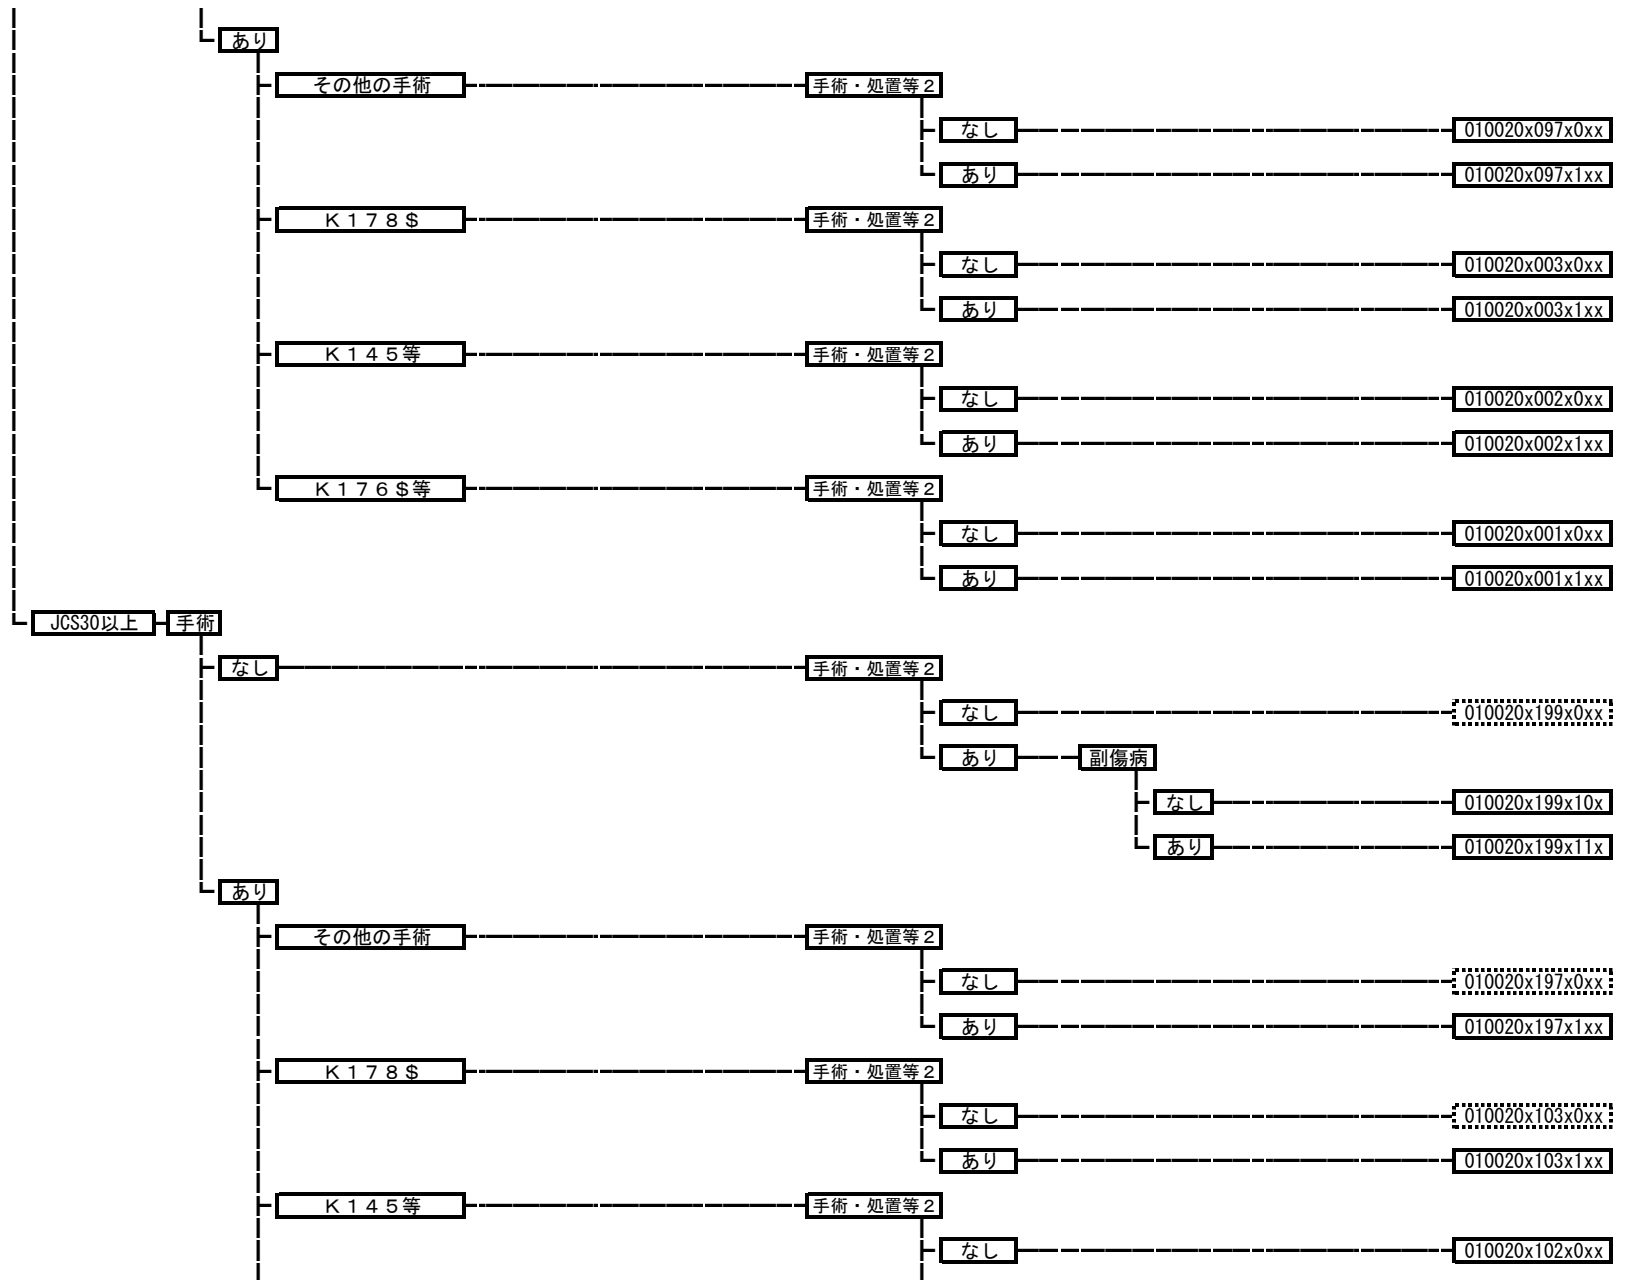 あり
その他の手術 手術・処置等２
なし 010020x097x0xx
あり 010020x097x1xx
Ｋ１７８＄ 手術・処置等２
なし 010020x003x0xx
あり 010020x003x1xx
Ｋ１４５等 手術・処置等２
なし 010020x002x0xx
あり 010020x002x1xx
Ｋ１７６＄等 手術・処置等２
なし 010020x001x0xx
あり 010020x001x1xx
JCS30以上 手術
なし 手術・処置等２
なし 010020x199x0xx
あり 副傷病
なし 010020x199x10x
あり 010020x199x11x
あり
その他の手術 手術・処置等２
なし 010020x197x0xx
あり 010020x197x1xx
Ｋ１７８＄ 手術・処置等２
なし 010020x103x0xx
あり 010020x103x1xx
Ｋ１４５等 手術・処置等２
なし 010020x102x0xx